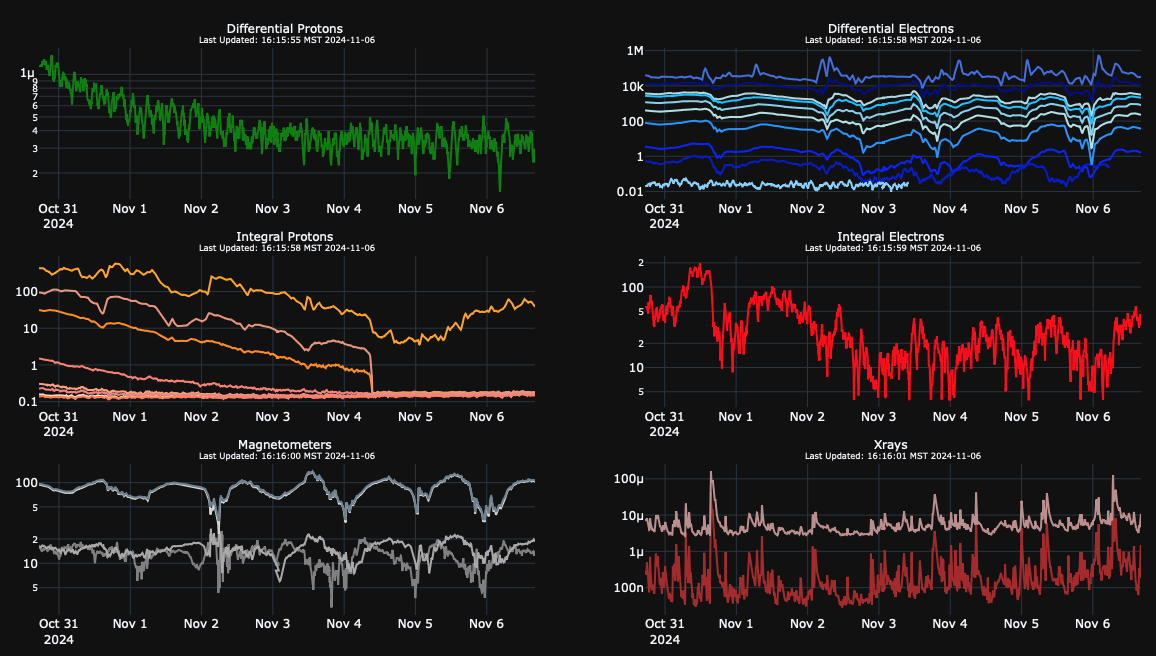 Differential Protons
Last Updated: 16:15:55 MST 2024-11-06
1μ
9
8
7
6
5
4
3
2
Oct 31
2024
Nov 1
Nov 2
Nov 3
Nov 4
Nov 5
Nov 6
Differential Electrons
Last Updated: 16:15:58 MST 2024-11-06
1M
10k
100
1
0.01
Oct 31
2024
Nov 1
Nov 2
Nov 3
Nov 4
Nov 5
Nov 6
Integral Protons
Last Updated: 16:15:58 MST 2024-11-06
100
10
1
0.1
Oct 31
2024
Nov 1
Nov 2
Nov 3
Nov 4
Nov 5
Nov 6
Integral Electrons
Last Updated: 16:15:59 MST 2024-11-06
2
100
5
2
10
5
Oct 31
2024
Nov 1
Nov 2
Nov 3
Nov 4
Nov 5
Nov 6
Magnetometers
Last Updated: 16:16:00 MST 2024-11-06
100
5
2
10
5
Oct 31
2024
Nov 1
Nov 2
Nov 3
Nov 4
Nov 5
Nov 6
Xrays
Last Updated: 16:16:01 MST 2024-11-06
100μ
10μ
1μ
100n
Oct 31
2024
Nov 1
Nov 2
Nov 3
Nov 4
Nov 5
Nov 6